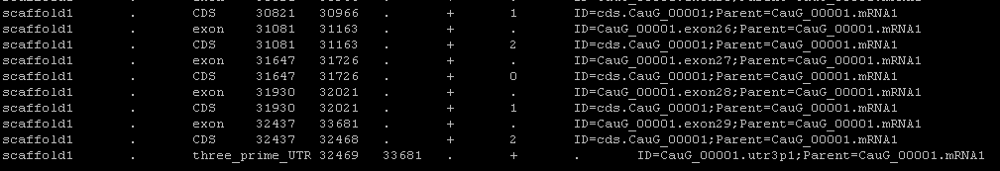 scaffold1 . CDS 30821 30966 . + 1 ID=cds.CauG_00001;Parent=CauG_00001.mRNA1
scaffold1 . exon 31081 31163 . + . ID=CauG_00001.exon26;Parent=CauG_00001.mRNA1
scaffold1 . CDS 31081 31163 . + 2 ID=cds.CauG_00001;Parent=CauG_00001.mRNA1
scaffold1 . exon 31647 31726 . + . ID=CauG_00001.exon27;Parent=CauG_00001.mRNA1
scaffold1 . CDS 31647 31726 . + 0 ID=cds.CauG_00001;Parent=CauG_00001.mRNA1
scaffold1 . exon 31930 32021 . + . ID=CauG_00001.exon28;Parent=CauG_00001.mRNA1
scaffold1 . CDS 31930 32021 . + 1 ID=cds.CauG_00001;Parent=CauG_00001.mRNA1
scaffold1 . exon 32437 33681 . + . ID=CauG_00001.exon29;Parent=CauG_00001.mRNA1
scaffold1 . CDS 32437 32468 . + 2 ID=cds.CauG_00001;Parent=CauG_00001.mRNA1
scaffold1 . three_prime_UTR 32469 33681 . + . ID=CauG_00001.utr3p1;Parent=CauG_00001.mRNA1